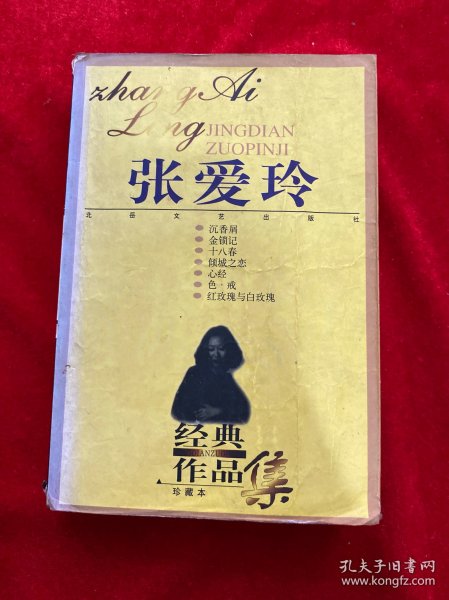 zhang Ai
Ling JINGDIAN
ZUOPINJI
张爱玲
北岳文艺出版社
沉香屑
金锁记
十八春
倾城之恋
心经
色·戒
红玫瑰与白玫瑰
经典
作品集
珍藏本
孔夫子旧书网
www.kongfz.com